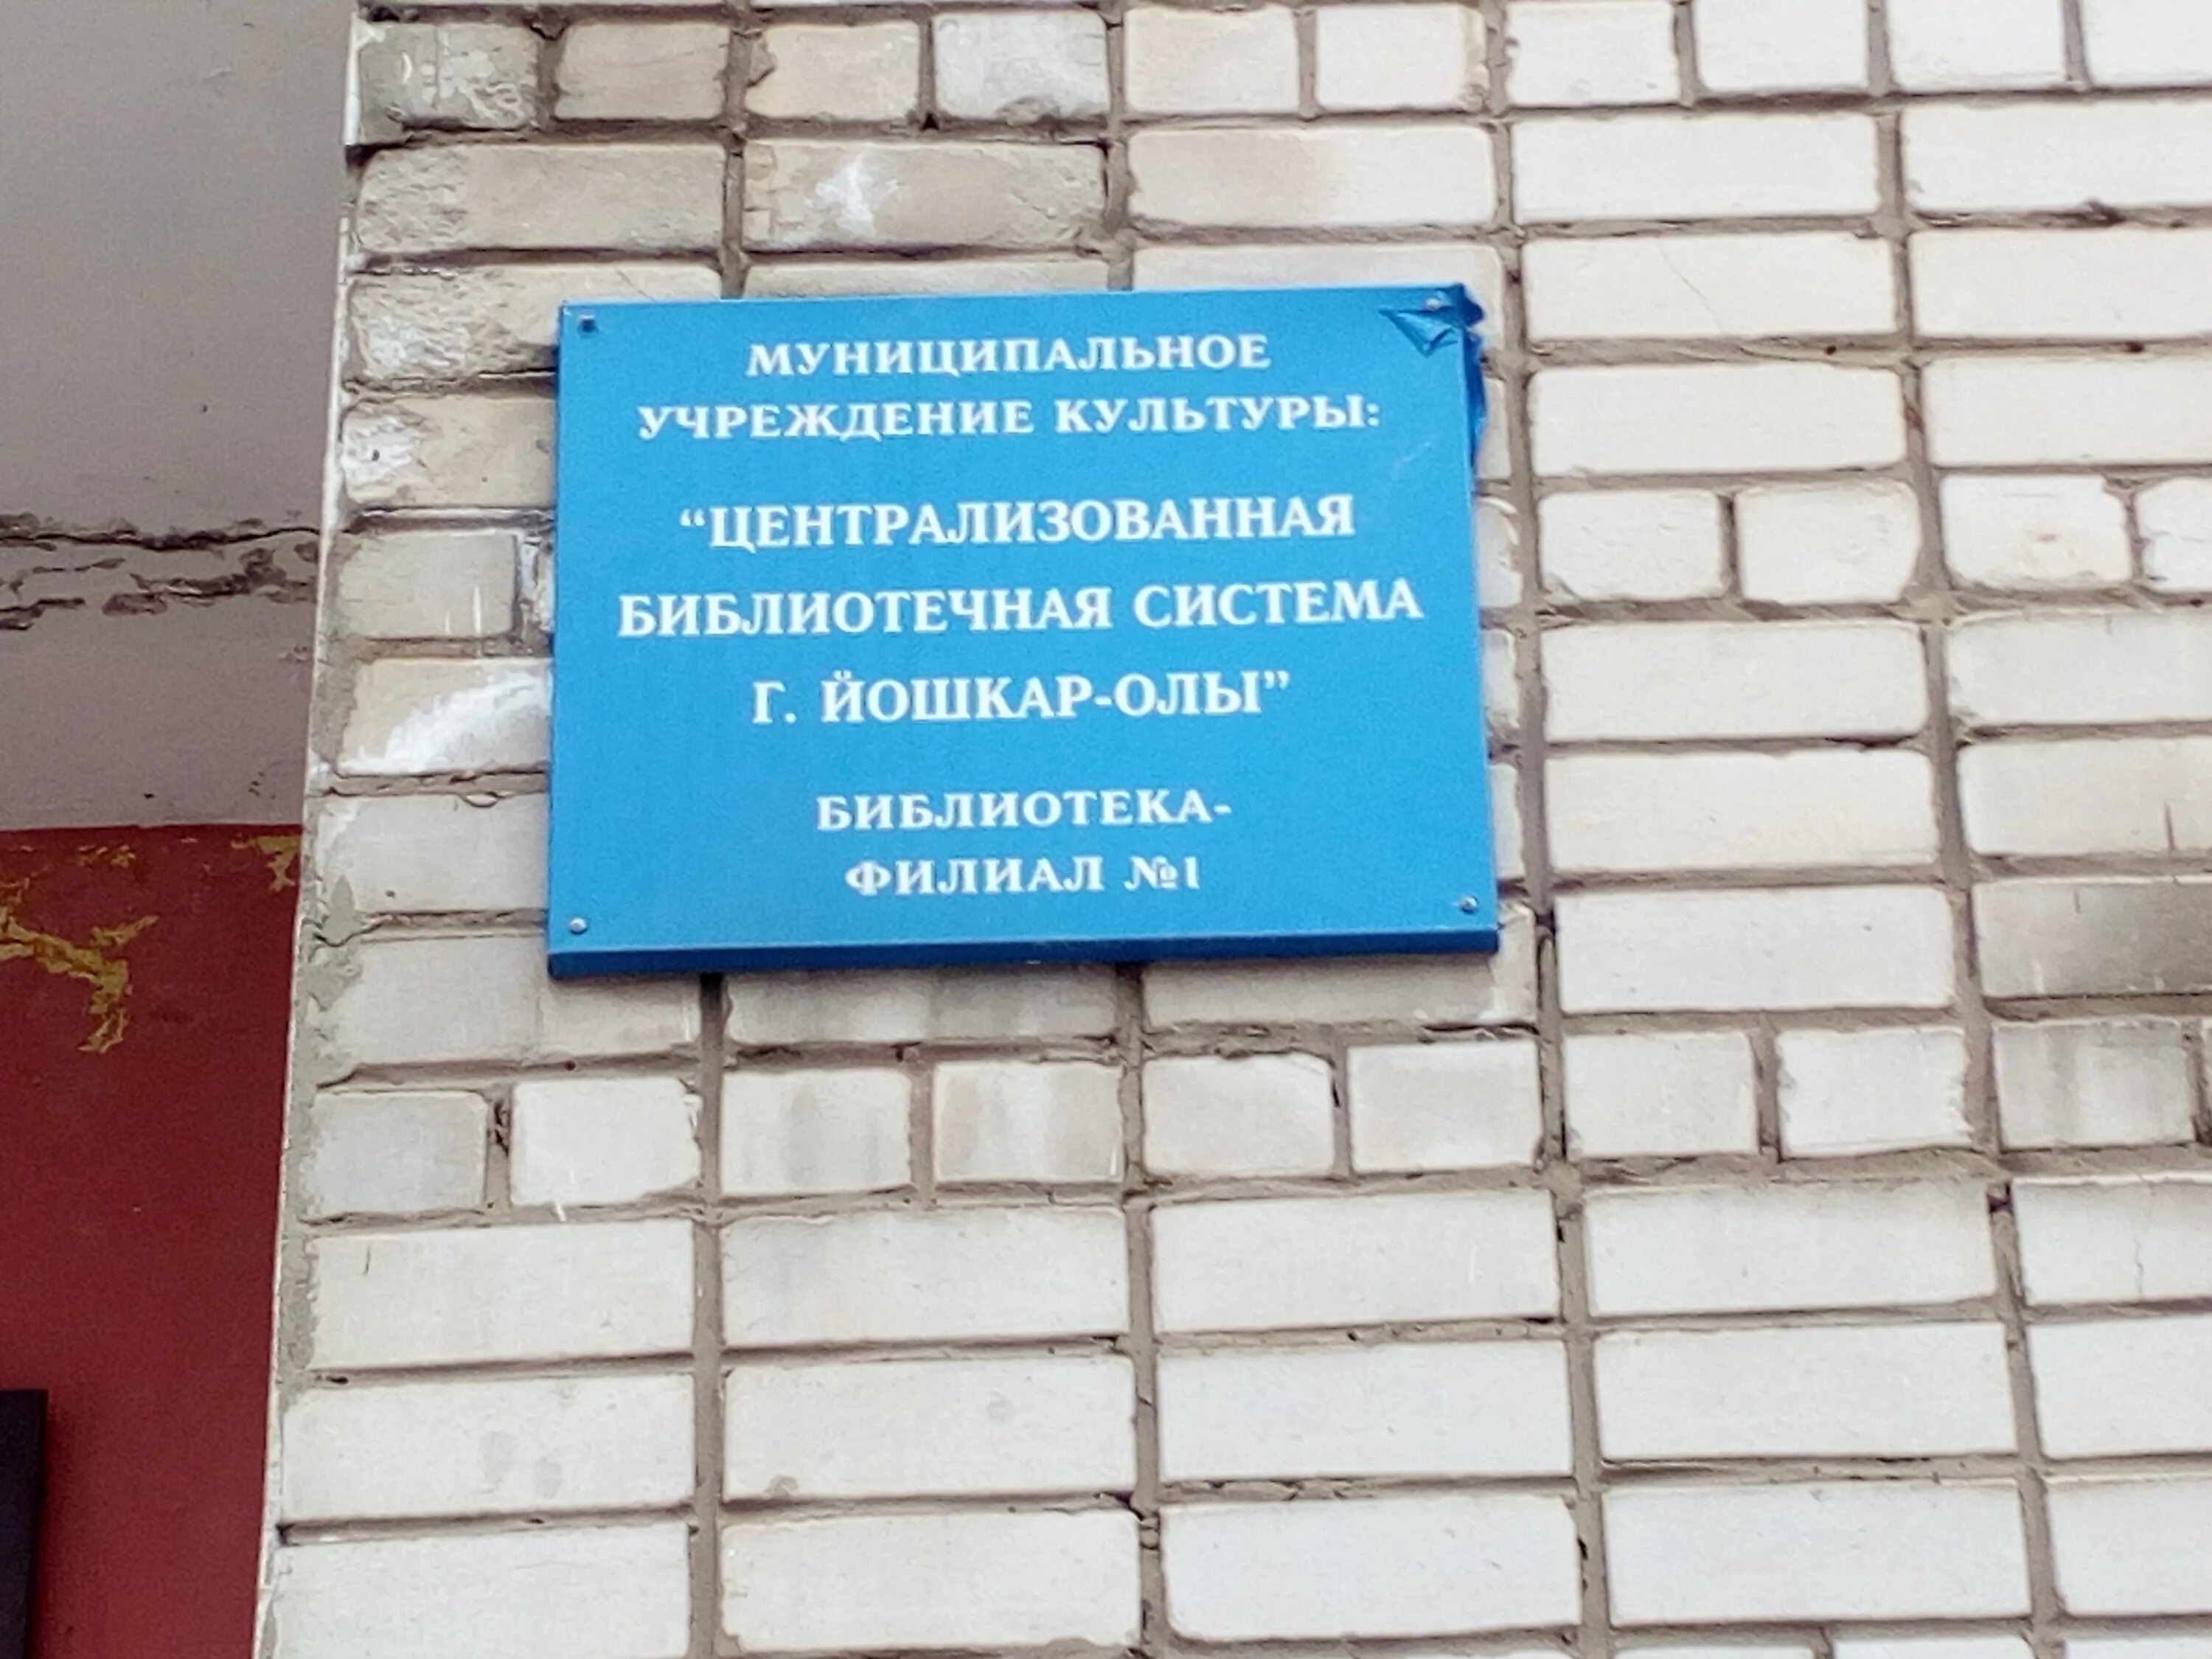 МУНИЦИПАЛЬНОЕ
УЧРЕЖДЕНИЕ КУЛЬТУРЫ:
“ЦЕНТРАЛИЗОВАННАЯ
БИБЛИОТЕЧНАЯ СИСТЕМА
Г. ЙОШКАР-ОЛЫ”
БИБЛИОТЕКА-
ФИЛИАЛ №1